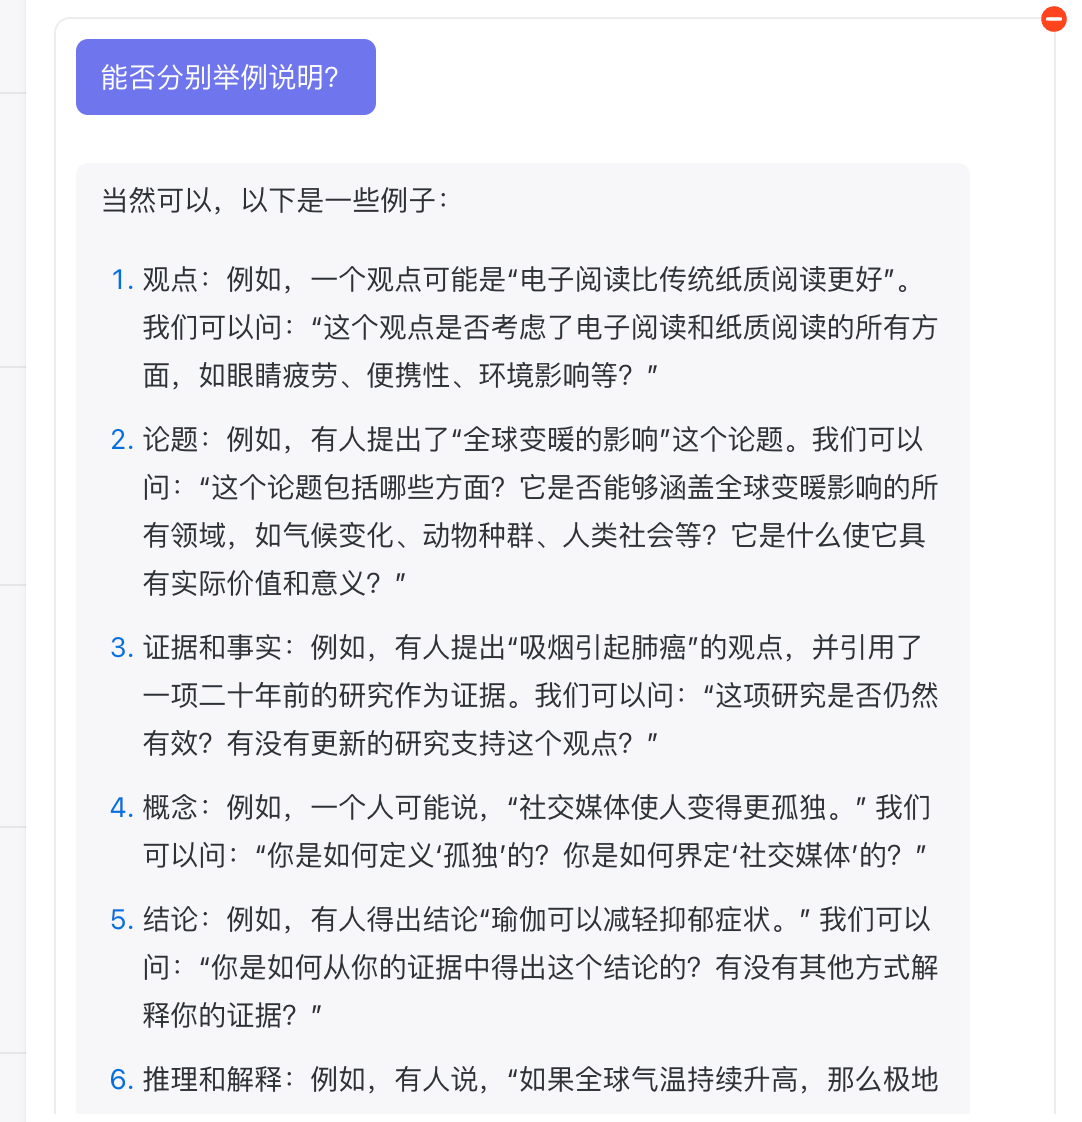 能否分别举例说明?
当然可以，以下是一些例子：
1. 观点：例如，一个观点可能是“电子阅读比传统纸质阅读更好”。
我们可以问：“这个观点是否考虑了电子阅读和纸质阅读的所有方
面，如眼睛疲劳、便携性、环境影响等？”
2. 论题：例如，有人提出了“全球变暖的影响”这个论题。我们可以
问：“这个论题包括哪些方面？它是否能够涵盖全球变暖影响的所
有领域，如气候变化、动物种群、人类社会等？它是什么使它具
有实际价值和意义？”
3. 证据和事实：例如，有人提出“吸烟引起肺癌”的观点，并引用了
一项二十年前的研究作为证据。我们可以问：“这项研究是否仍然
有效？有没有更新的研究支持这个观点？”
4. 概念：例如，一个人可能说，“社交媒体使人变得更孤独。” 我们
可以问：“你是如何定义‘孤独’的？你是如何界定‘社交媒体’的？”
5. 结论：例如，有人得出结论“瑜伽可以减轻抑郁症状。” 我们可以
问：“你是如何从你的证据中得出这个结论的？有没有其他方式解
释你的证据？”
6. 推理和解释：例如，有人说，“如果全球气温持续升高，那么极地